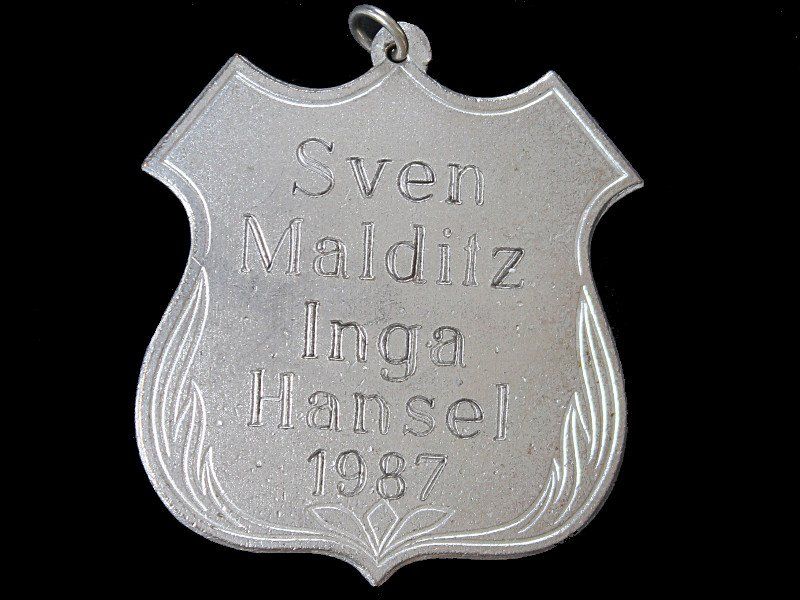 Sven
Malditz
Inga
Hansel
1987